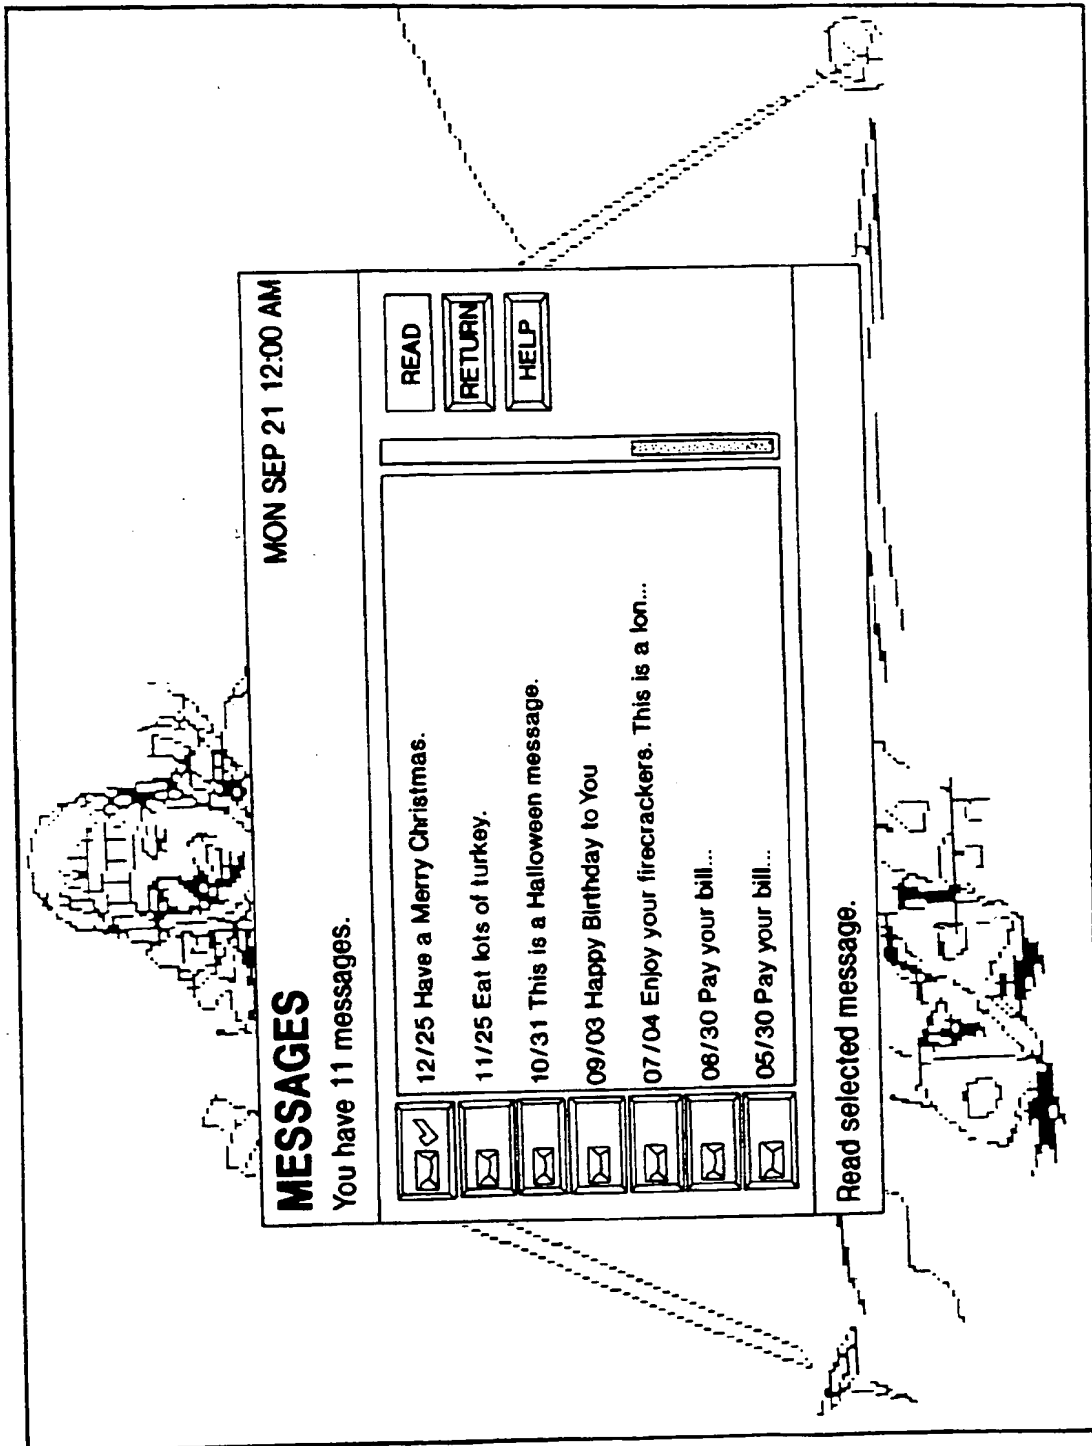 MESSAGES MON SEP 21 12:00 AM
You have 11 messages.
12/25 Have a Merry Christmas.
11/25 Eat lots of turkey.
10/31 This is a Halloween message.
09/03 Happy Birthday to You
07/04 Enjoy your firecrackers. This is a lon...
06/30 Pay your bill...
05/30 Pay your bill...
READ
RETURN
HELP
Read selected message.